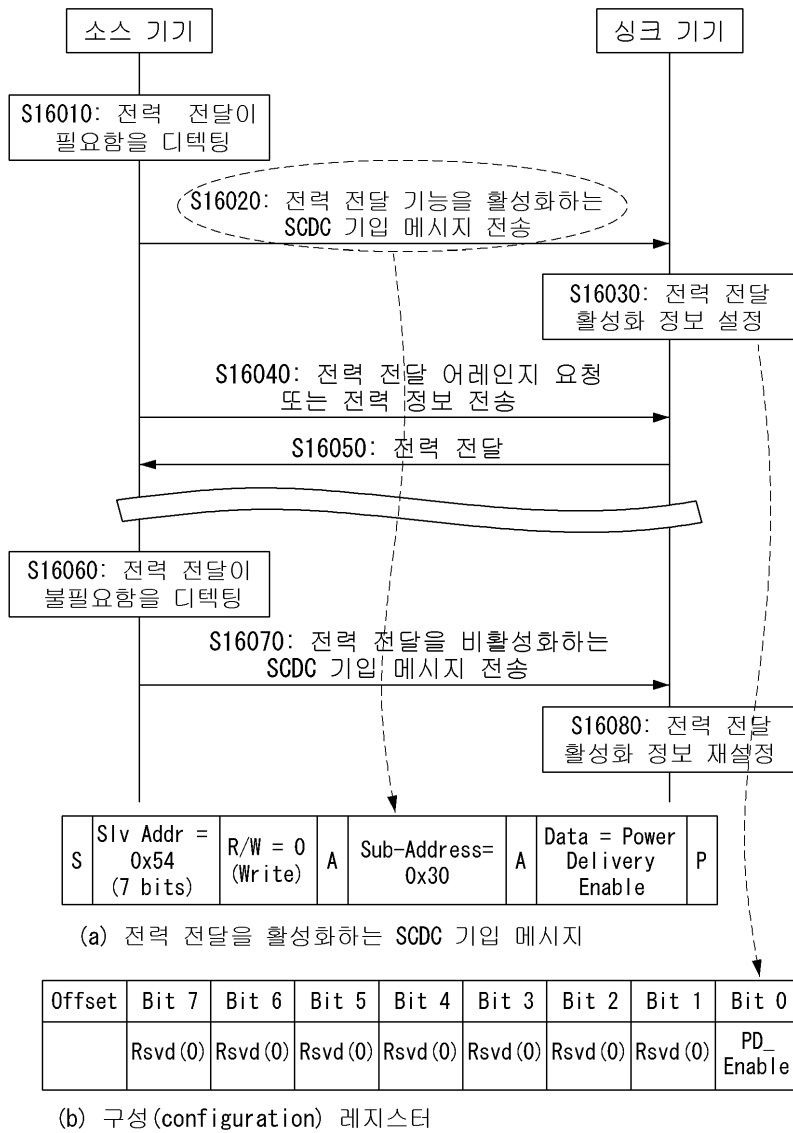 소스 기기
싱크 기기
S16010: 전력 전달이
필요함을 디텍팅
S16020: 전력 전달 기능을 활성화하는
SCDC 기입 메시지 전송
S16030: 전력 전달
활성화 정보 설정
S16040: 전력 전달 어레인지 요청
또는 전력 정보 전송
S16050: 전력 전달
S16060: 전력 전달이
불필요함을 디텍팅
S16070: 전력 전달을 비활성화하는
SCDC 기입 메시지 전송
S16080: 전력 전달
활성화 정보 재설정
S
Slv Addr =
0x54
(7 bits)
R/W = 0
(Write)
A
Sub-Address=
0x30
A
Data = Power
Delivery
Enable
P
(a) 전력 전달을 활성화하는 SCDC 기입 메시지
Offset Bit 7 Bit 6 Bit 5 Bit 4 Bit 3 Bit 2 Bit 1 Bit 0
Rsvd(0) Rsvd(0) Rsvd(0) Rsvd(0) Rsvd(0) Rsvd(0) Rsvd(0) PD_
Enable
(b) 구성(configuration) 레지스터